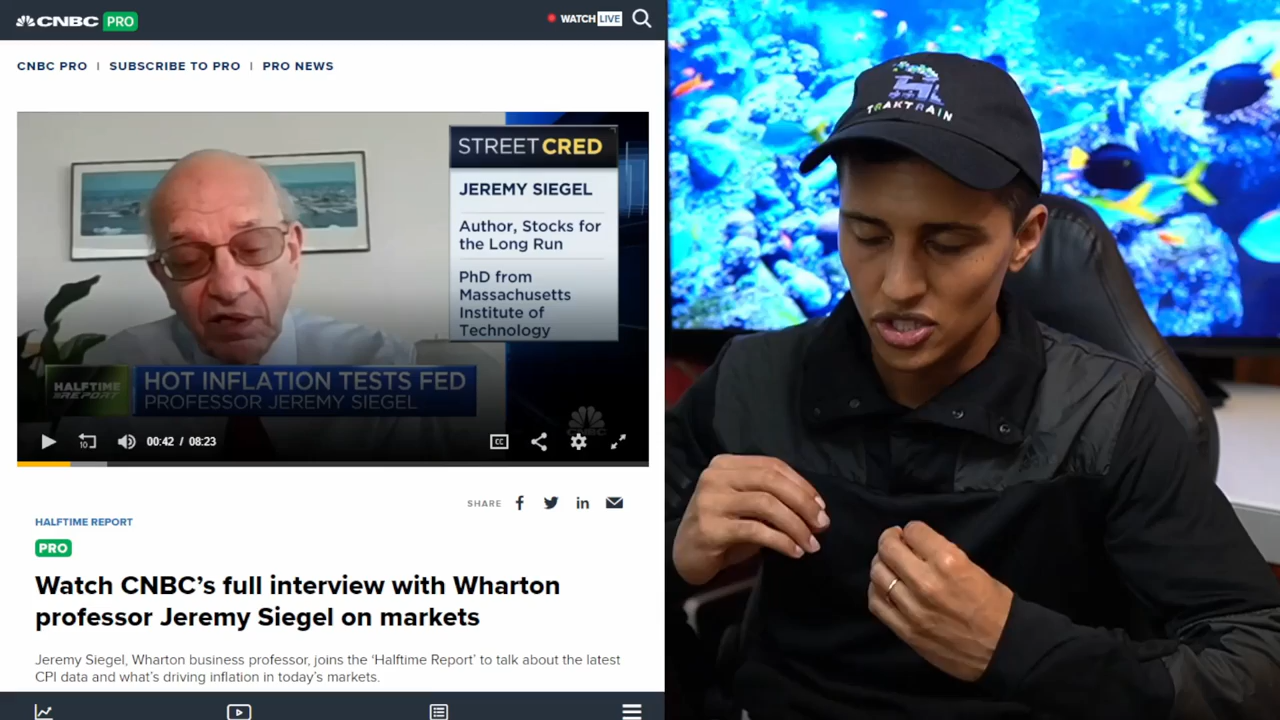 CNBC PRO
WATCH LIVE
CNBC PRO | SUBSCRIBE TO PRO | PRO NEWS
STREET CRED
JEREMY SIEGEL
Author, Stocks for
the Long Run
PhD from
Massachusetts
Institute of
Technology
HALFTIME
REPORT
HOT INFLATION TESTS FED
PROFESSOR JEREMY SIEGEL
CNBC
10
00:42 / 08:23
CC
SHARE
HALFTIME REPORT
PRO
Watch CNBC’s full interview with Wharton
professor Jeremy Siegel on markets
Jeremy Siegel, Wharton business professor, joins the ‘Halftime Report’ to talk about the latest
CPI data and what’s driving inflation in today’s markets.
TRAKTRAIN